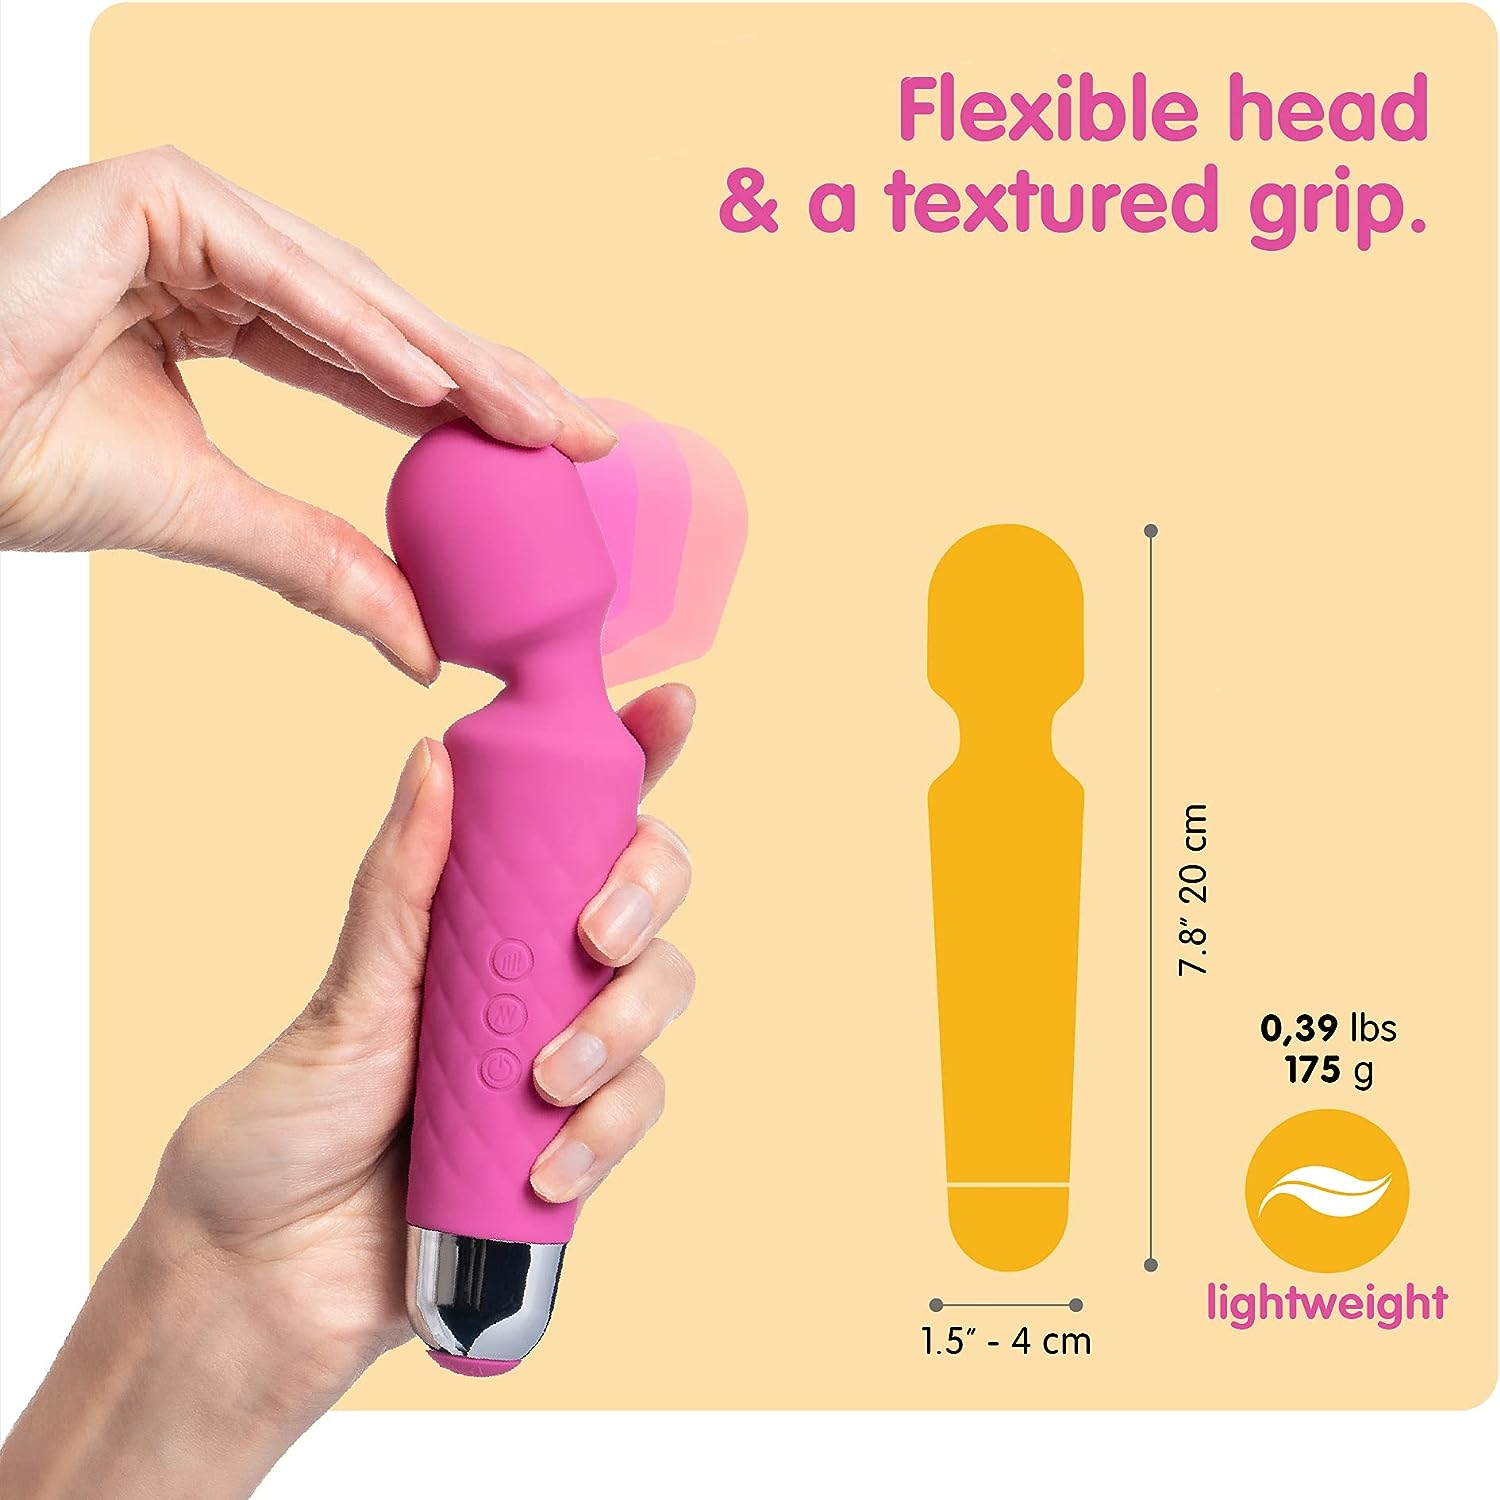 Flexible head
& a textured grip.
7.8″ 20 cm
0,39 lbs
175 g
lightweight
1.5″ - 4 cm